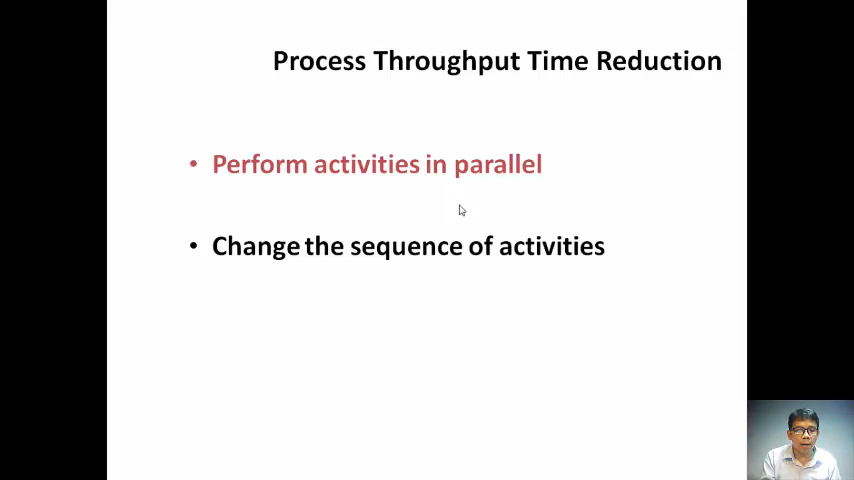 Process Throughput Time Reduction
• Perform activities in parallel
• Change the sequence of activities